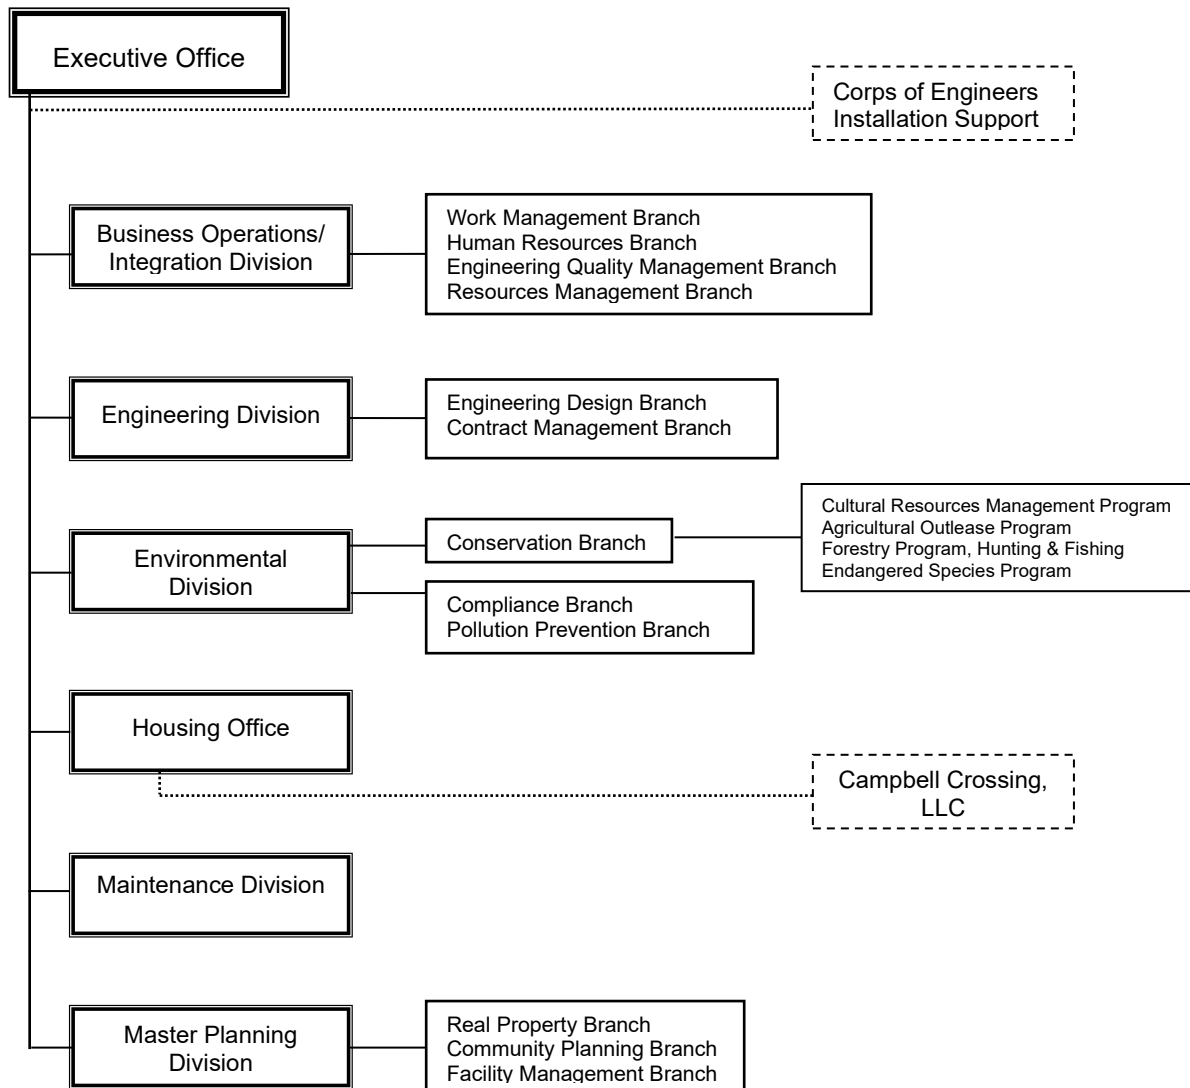 Executive Office
Corps of Engineers
Installation Support
Business Operations/
Integration Division
Work Management Branch
Human Resources Branch
Engineering Quality Management Branch
Resources Management Branch
Engineering Division
Engineering Design Branch
Contract Management Branch
Environmental
Division
Conservation Branch
Cultural Resources Management Program
Agricultural Outlease Program
Forestry Program, Hunting & Fishing
Endangered Species Program
Compliance Branch
Pollution Prevention Branch
Housing Office
Campbell Crossing,
LLC
Maintenance Division
Master Planning
Division
Real Property Branch
Community Planning Branch
Facility Management Branch